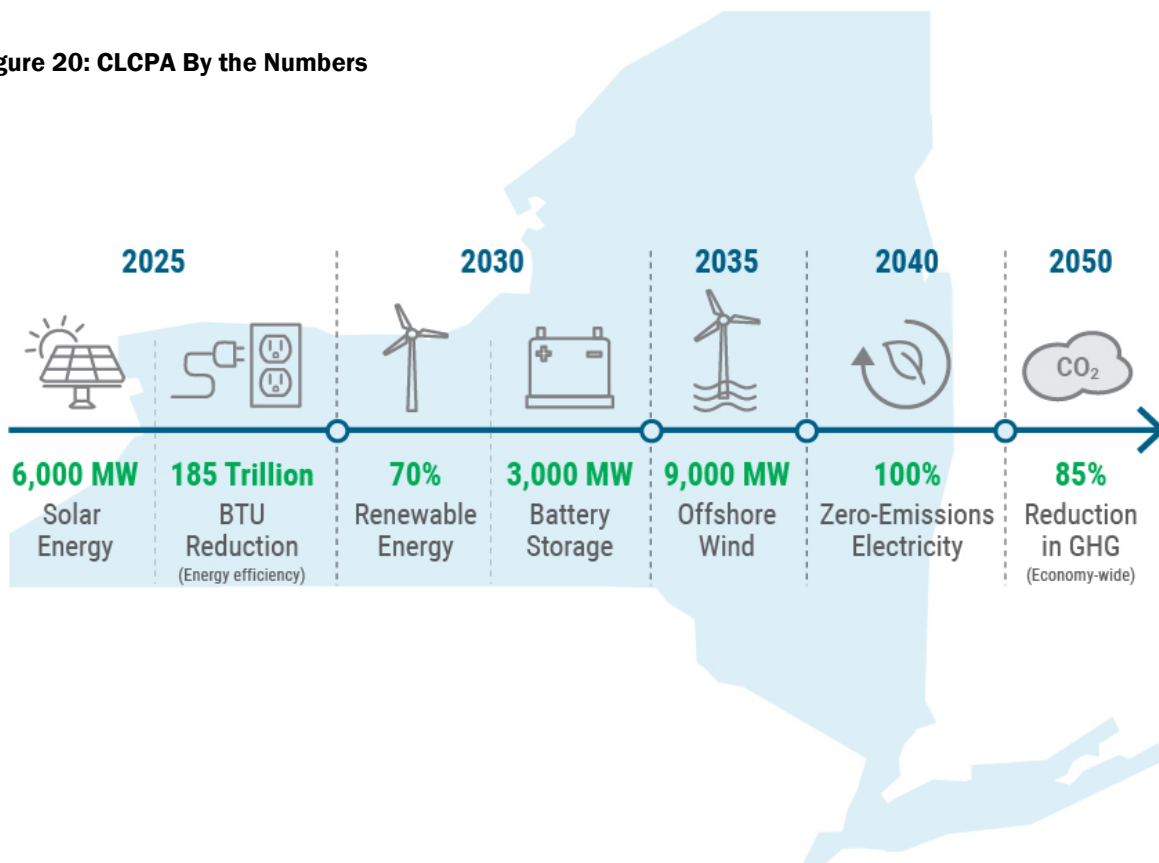 gure 20: CLCPA By the Numbers
2025
2030
2035
2040
2050
CO₂
6,000 MW
Solar
Energy
185 Trillion
BTU
Reduction
(Energy efficiency)
70%
Renewable
Energy
3,000 MW
Battery
Storage
9,000 MW
Offshore
Wind
100%
Zero-Emissions
Electricity
85%
Reduction
in GHG
(Economy-wide)